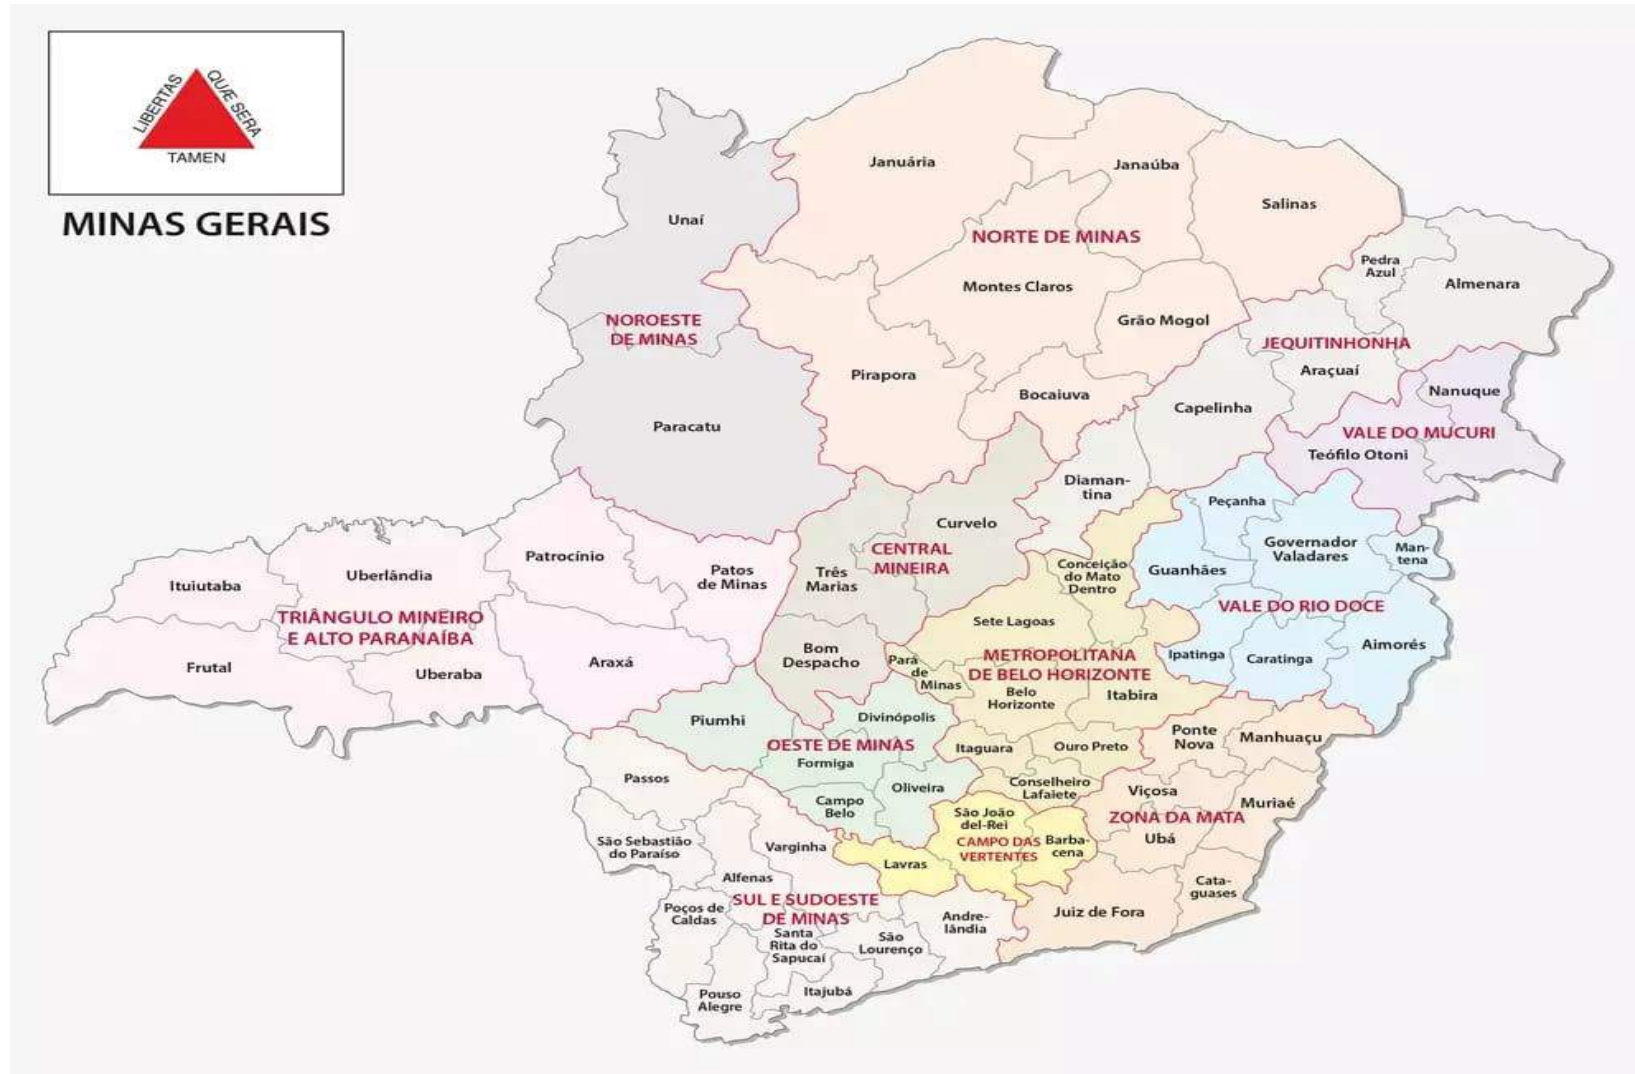 LIBERTAS
QUÆ SERA
TAMEN
MINAS GERAIS
Januária
Janaúba
Salinas
Unaí
NORTE DE MINAS
Pedra
Azul
Almenara
Montes Claros
Grão Mogol
NOROESTE
DE MINAS
JEQUITINHONHA
Araçuaí
Pirapora
Bocaiuva
Nanuque
Capelinha
Paracatu
VALE DO MUCURI
Teófilo Otoni
Diaman-
tina
Peçanha
Curvelo
Governador
Valadares
Man-
tena
Patrocínio
CENTRAL
MINEIRA
Uberlândia
Patos
de Minas
Três
Marias
Conceição
do Mato
Dentro
Guanhães
Ituiutaba
TRIÂNGULO MINEIRO
E ALTO PARANAÍBA
VALE DO RIO DOCE
Sete Lagoas
Aimorés
Frutal
Uberaba
Araxá
Bom
Despacho
Pará
de
Minas
METROPOLITANA
DE BELO HORIZONTE
Ipatinga
Caratinga
Belo
Horizonte
Itabira
Piumhi
Divinópolis
OESTE DE MINAS
Formiga
Itaguara
Ouro Preto
Ponte
Nova
Manhuaçu
Passos
Oliveira
Conselheiro
Lafaiete
Viçosa
Muriaé
Campo
Belo
São João
del-Rei
ZONA DA MATA
Ubá
CAMPO DAS
VERTENTES
Barba-
cena
São Sebastião
do Paraíso
Varginha
Lavras
Alfenas
Cata-
guases
SUL E SUDOESTE
DE MINAS
Poços de
Caldas
Andre-
lândia
Juiz de Fora
Santa
Rita do
Sapucaí
São
Lourenço
Pouso
Alegre
Itajubá